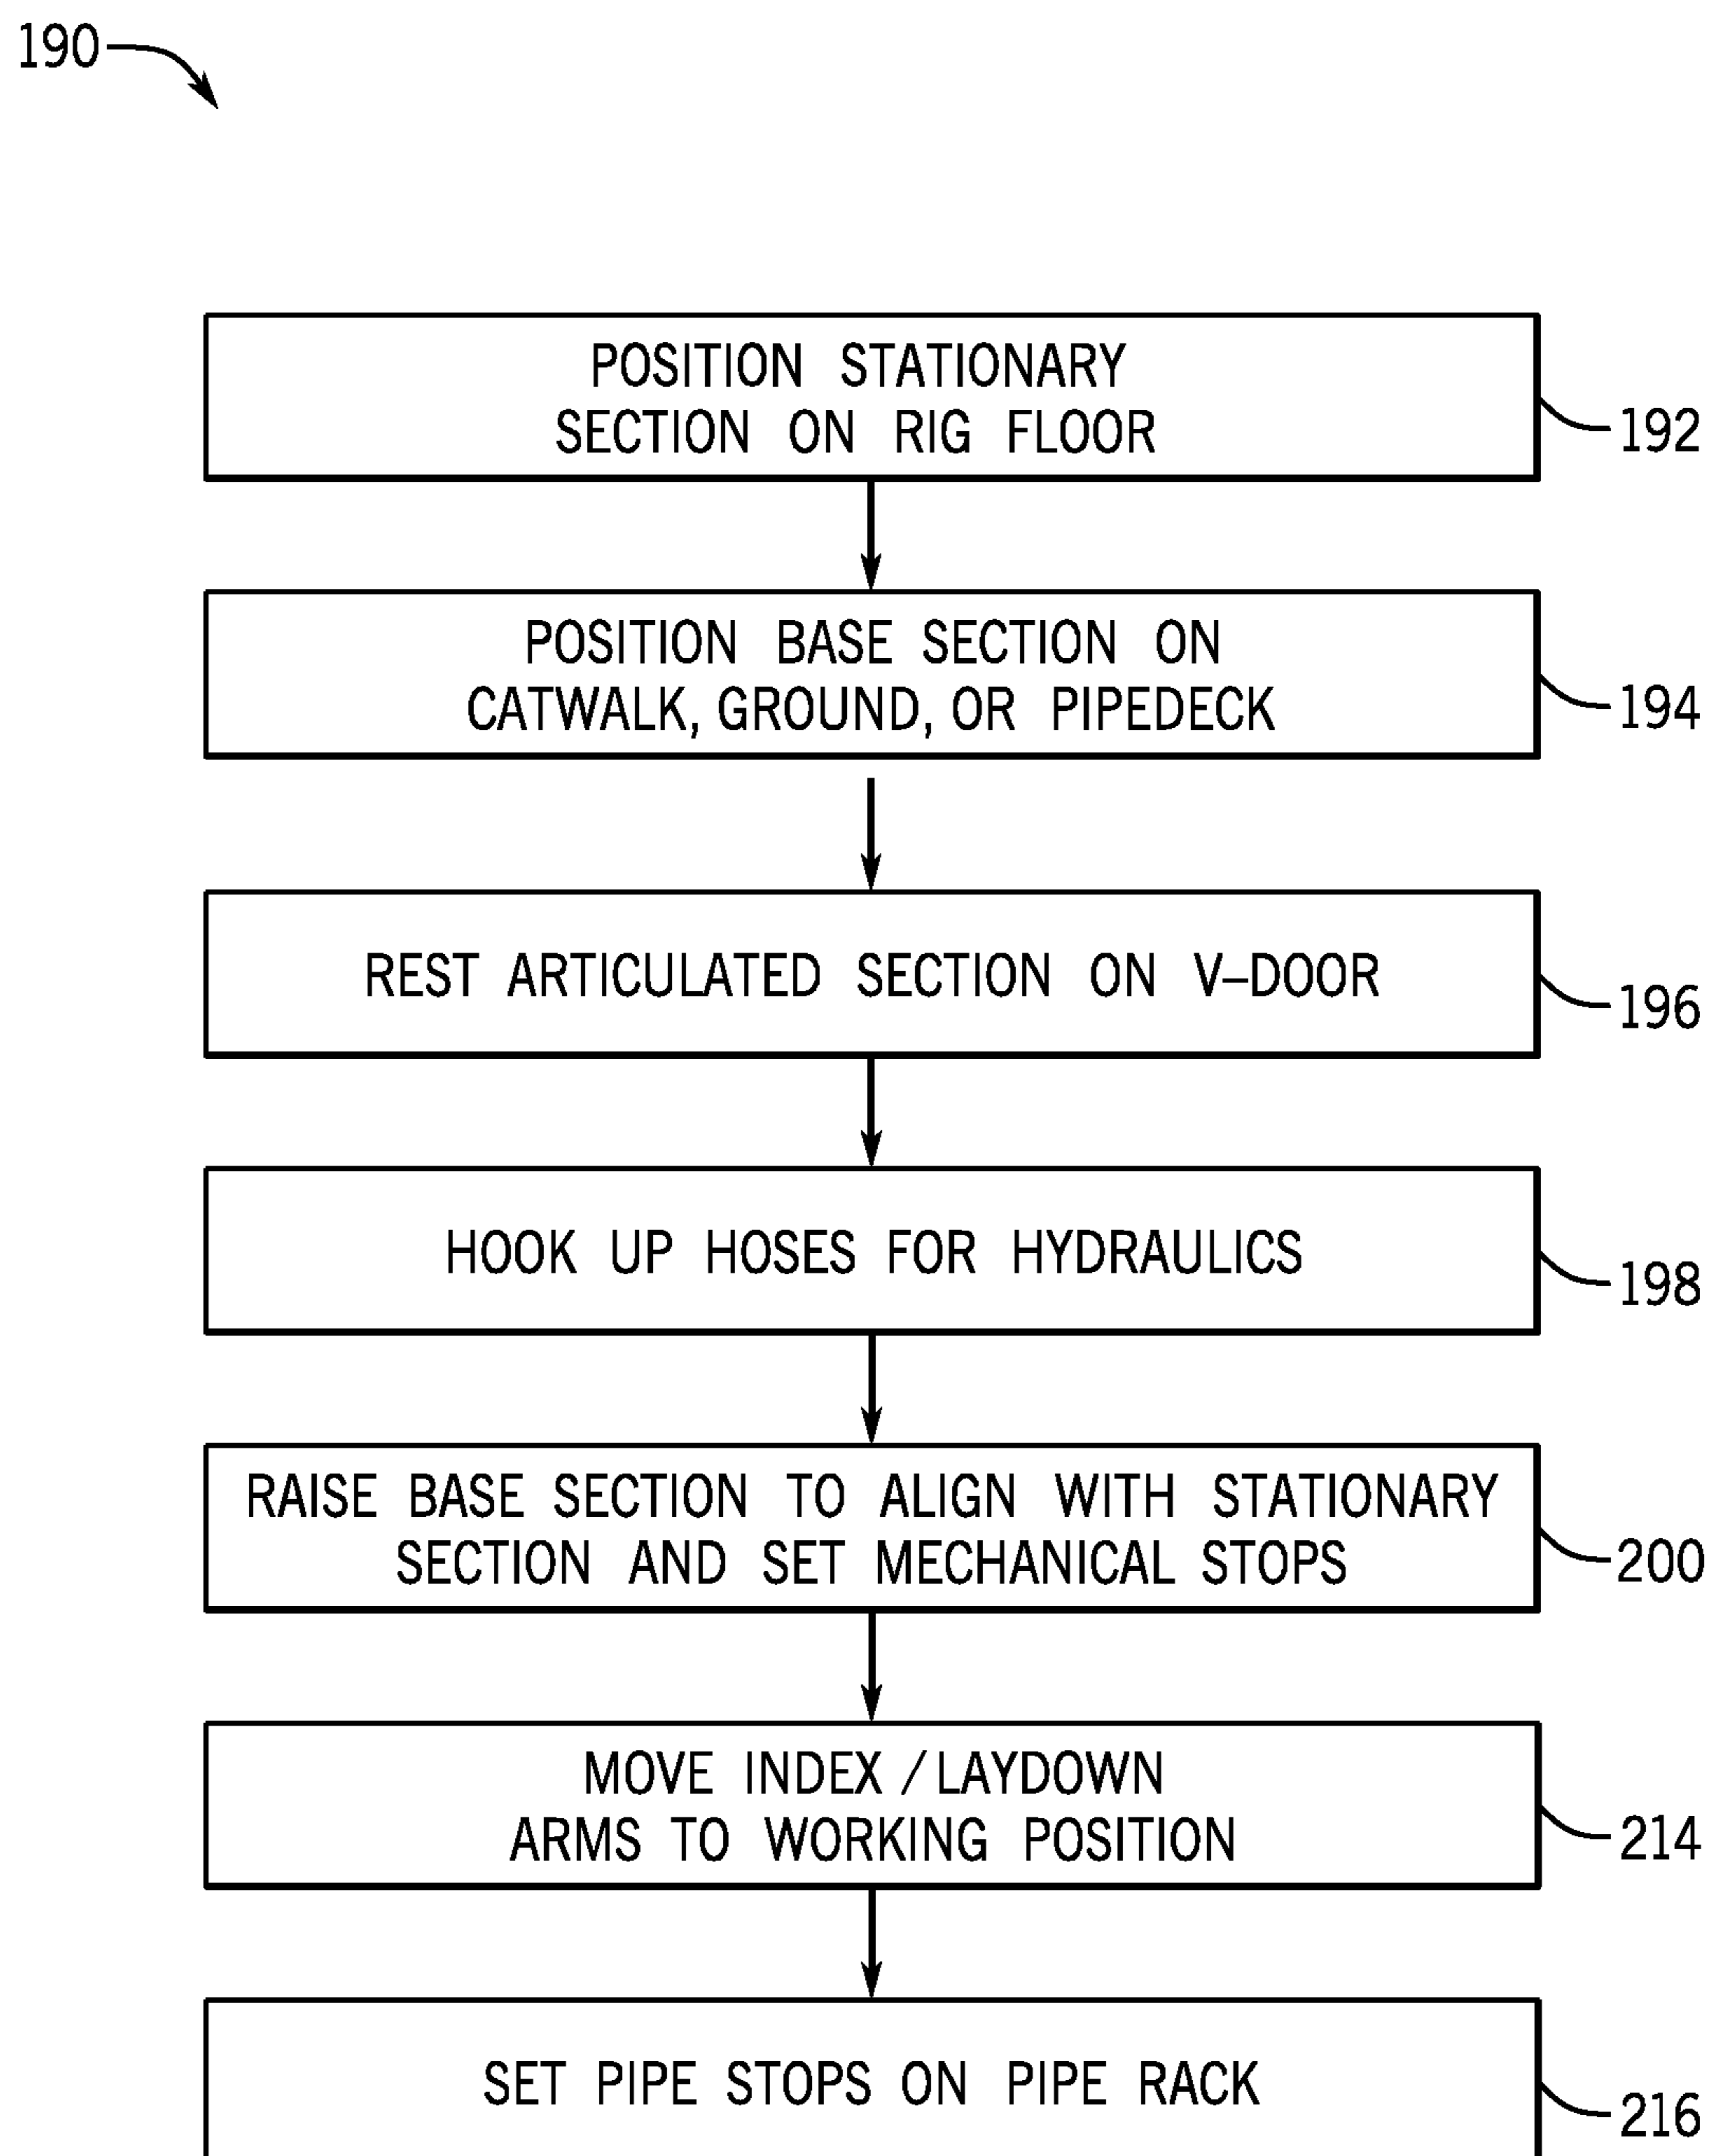 190
POSITION STATIONARY
SECTION ON RIG FLOOR
192
POSITION BASE SECTION ON
CATWALK, GROUND, OR PIPEDECK
194
REST ARTICULATED SECTION ON V–DOOR
196
HOOK UP HOSES FOR HYDRAULICS
198
RAISE BASE SECTION TO ALIGN WITH STATIONARY
SECTION AND SET MECHANICAL STOPS
200
MOVE INDEX/LAYDOWN
ARMS TO WORKING POSITION
214
SET PIPE STOPS ON PIPE RACK
216